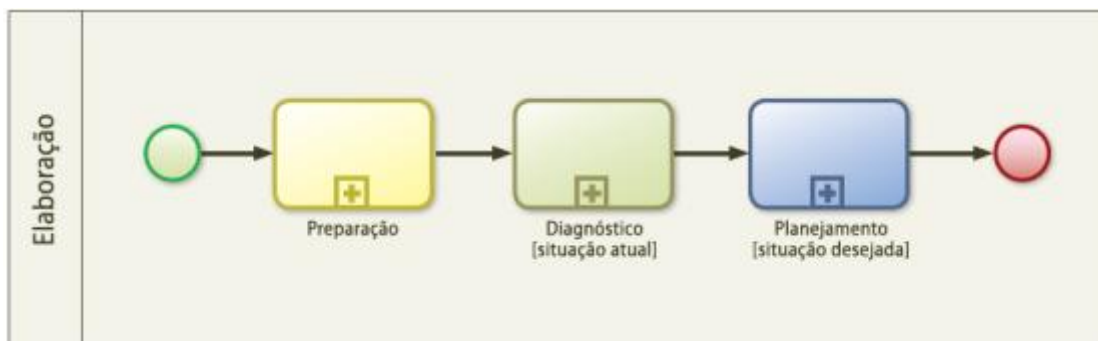 Elaboração
Preparação
Diagnóstico
[situação atual]
Planejamento
[situação desejada]